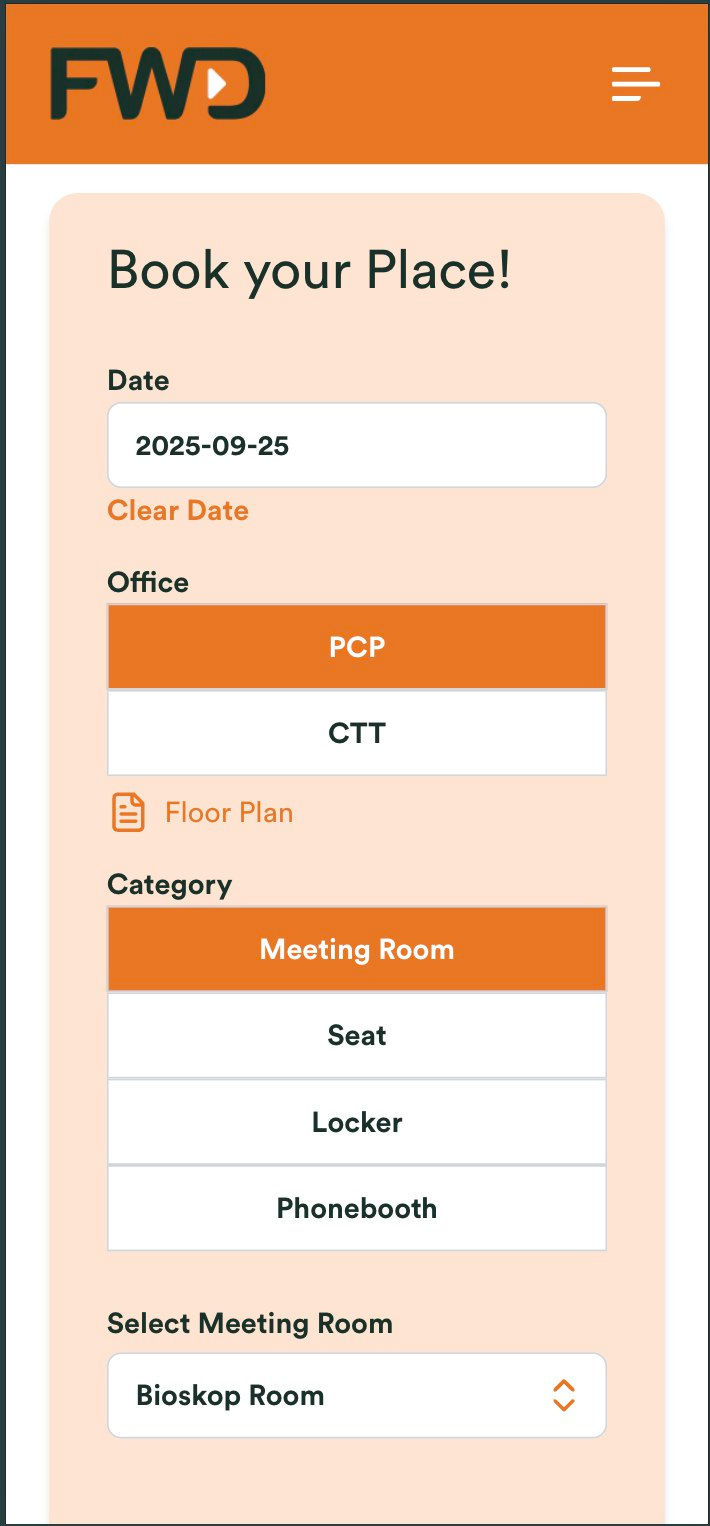 FWD
Book your Place!
Date
2025-09-25
Clear Date
Office
PCP
CTT
Floor Plan
Category
Meeting Room
Seat
Locker
Phonebooth
Select Meeting Room
Bioskop Room